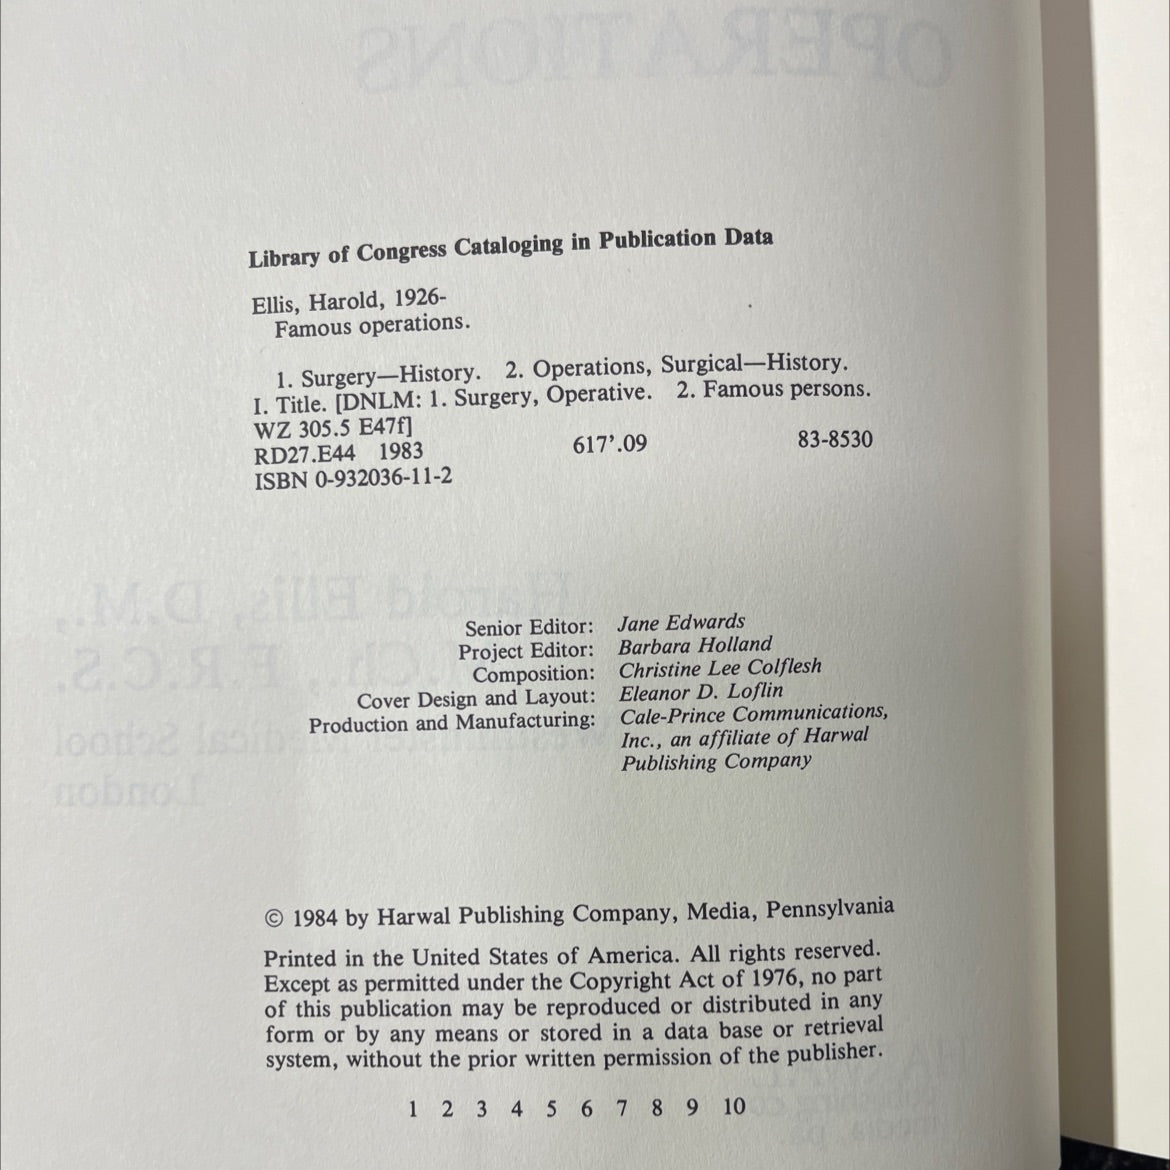 OPERATIONS
Library of Congress Cataloging in Publication Data
Ellis, Harold, 1926-
Famous operations.
1. Surgery—History. 2. Operations, Surgical—History.
I. Title. [DNLM: 1. Surgery, Operative. 2. Famous persons.
WZ 305.5 E47f]
RD27.E44 1983 617'.09 83-8530
ISBN 0-932036-11-2
Harold Ellis, D.M.,
Ch., F.R.C.S.
Medical School
London
Senior Editor: Jane Edwards
Project Editor: Barbara Holland
Composition: Christine Lee Colflesh
Cover Design and Layout: Eleanor D. Loflin
Production and Manufacturing: Cale-Prince Communications,
Inc., an affiliate of Harwal
Publishing Company
© 1984 by Harwal Publishing Company, Media, Pennsylvania
Printed in the United States of America. All rights reserved.
Except as permitted under the Copyright Act of 1976, no part
of this publication may be reproduced or distributed in any
form or by any means or stored in a data base or retrieval
system, without the prior written permission of the publisher.
1 2 3 4 5 6 7 8 9 10